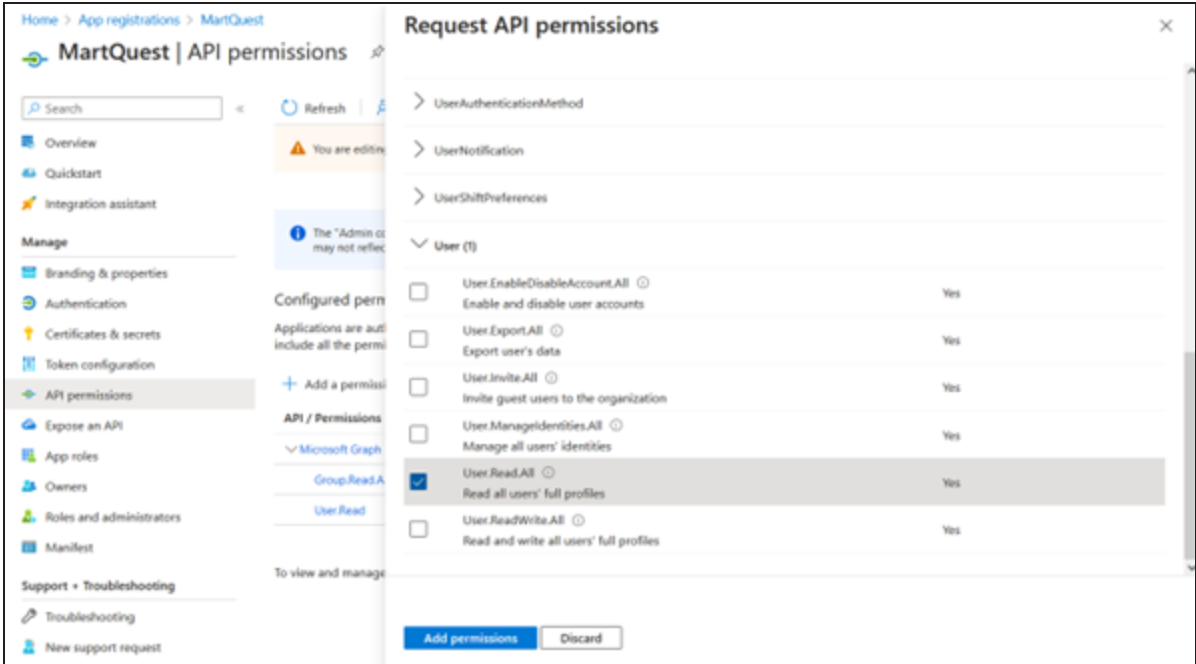 Home > App registrations > MartQuest
MartQuest | API permissions
Search
«
Overview
Quickstart
Integration assistant
Manage
Branding & properties
Authentication
Certificates & secrets
Token configuration
API permissions
Expose an API
App roles
Owners
Roles and administrators
Manifest
Support + Troubleshooting
Troubleshooting
New support request
Refresh
You are editing
The "Admin co
may not reflec
Configured perm
Applications are aut
include all the permi
Add a permissi
API / Permissions
Microsoft Graph
Group.Read.A
User.Read
To view and manage
Request API permissions
UserAuthenticationMethod
UserNotification
UserShiftPreferences
User (1)
User.EnableDisableAccount.All
Enable and disable user accounts
Yes
User.Export.All
Export user's data
Yes
User.Invite.All
Invite guest users to the organization
Yes
User.ManageIdentities.All
Manage all users' identities
Yes
User.Read.All
Read all users' full profiles
Yes
User.ReadWrite.All
Read and write all users' full profiles
Yes
Add permissions Discard